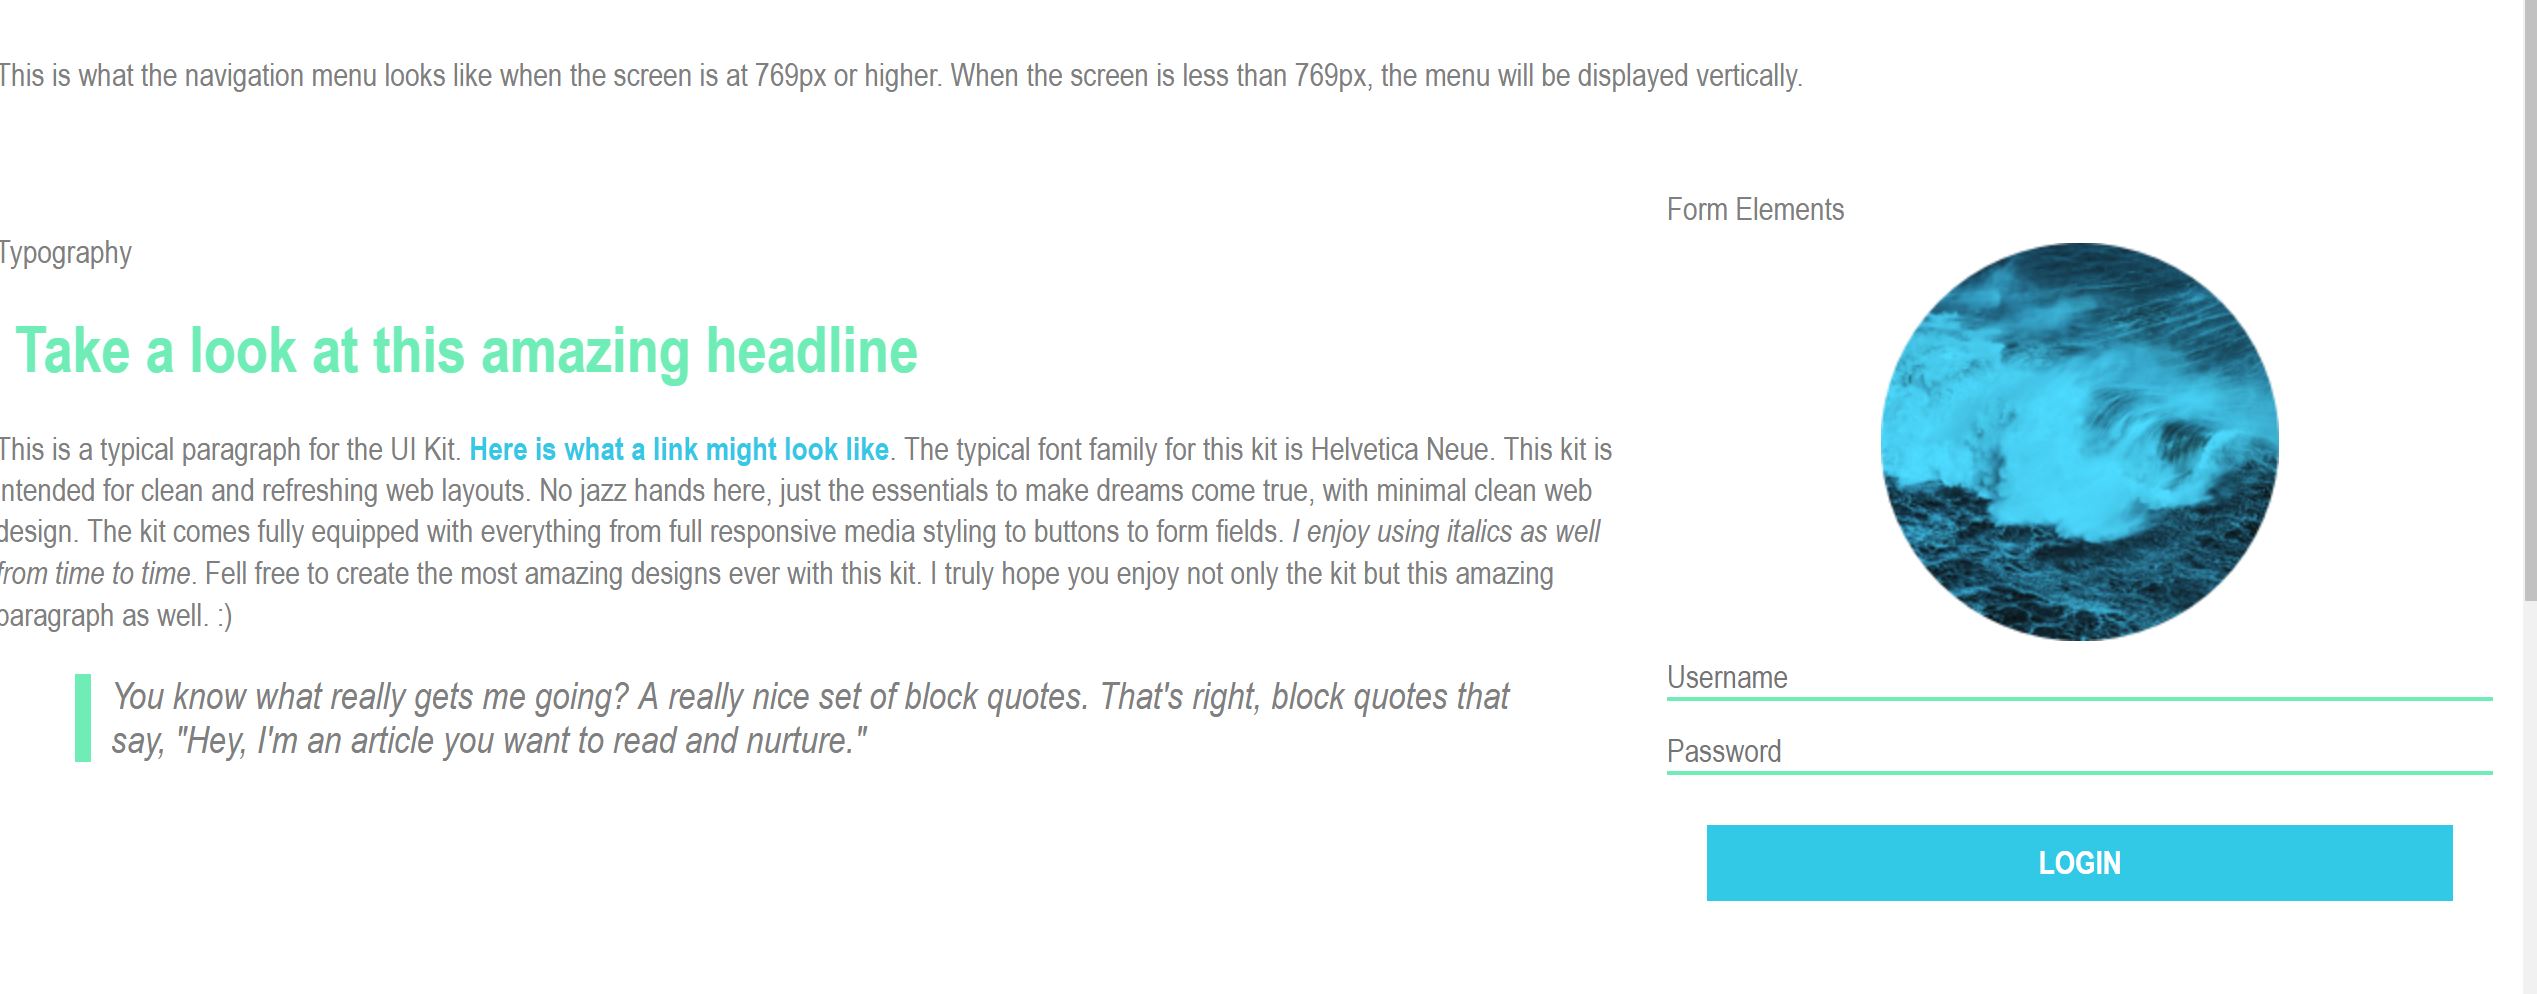 This is what the navigation menu looks like when the screen is at 769px or higher. When the screen is less than 769px, the menu will be displayed vertically.
Typography
Take a look at this amazing headline
This is a typical paragraph for the UI Kit. Here is what a link might look like. The typical font family for this kit is Helvetica Neue. This kit is
intended for clean and refreshing web layouts. No jazz hands here, just the essentials to make dreams come true, with minimal clean web
design. The kit comes fully equipped with everything from full responsive media styling to buttons to form fields. I enjoy using italics as well
from time to time. Fell free to create the most amazing designs ever with this kit. I truly hope you enjoy not only the kit but this amazing
paragraph as well. :)
You know what really gets me going? A really nice set of block quotes. That's right, block quotes that
say, "Hey, I'm an article you want to read and nurture."
Form Elements
Username
Password
LOGIN